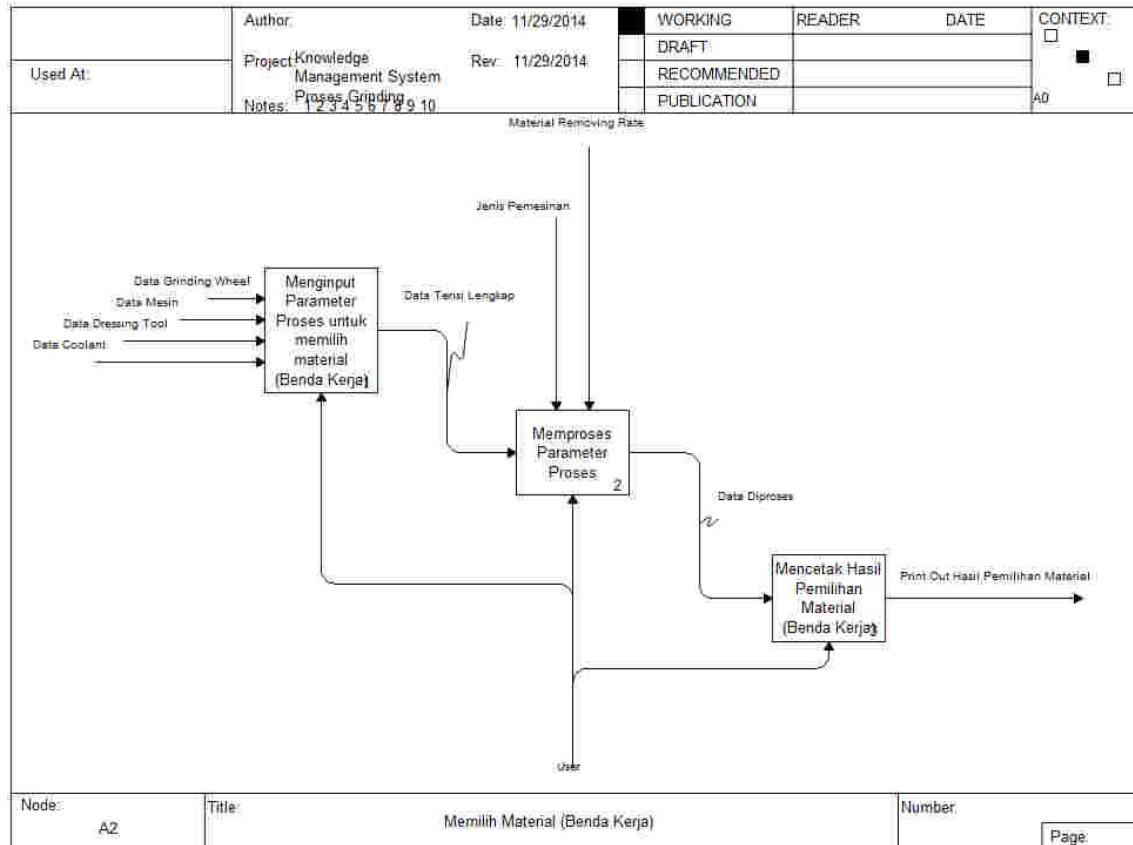 Used At:
Author:
Date: 11/29/2014
Project: Knowledge
Management System
Proses Grinding
Rev: 11/29/2014
Notes: 1 2 3 4 5 6 7 8 9 10
WORKING
DRAFT
RECOMMENDED
PUBLICATION
READER
DATE
CONTEXT:
A0
Material Removing Rate
Jenis Pemesinan
Data Grinding Wheel
Data Mesin
Data Dressing Tool
Data Coolant
Menginput
Parameter
Proses untuk
memilih
material
(Benda Kerja)
1
Data Terisi Lengkap
Memproses
Parameter
Proses
2
Data Diproses
Mencetak Hasil
Pemilihan
Material
(Benda Kerja)
3
Print Out Hasil Pemilihan Material
User
Node:
A2
Title:
Memilih Material (Benda Kerja)
Number:
Page: